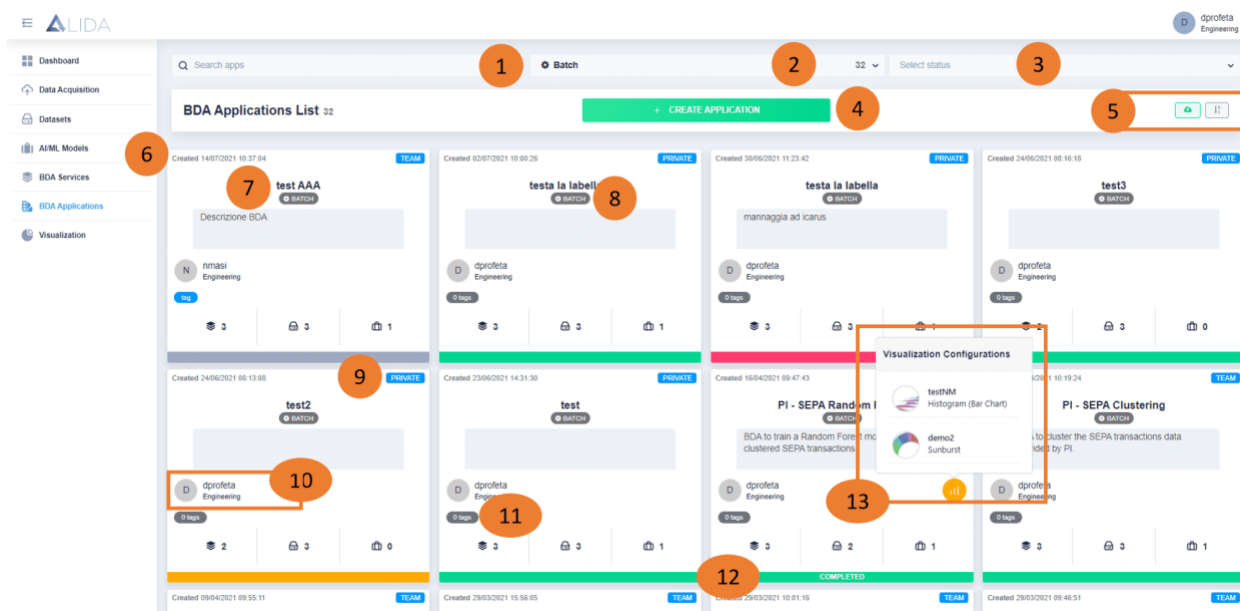 ALIDA
D dprofeta
Engineering
Dashboard
Data Acquisition
Datasets
AI/ML Models
BDA Services
BDA Applications
Visualization
Search apps
1
Batch
2
32
Select status
3
BDA Applications List 32
+ CREATE APPLICATION
4
5
6
Created 14/07/2021 10:37:04 TEAM
7
test AAA
BATCH
Descrizione BDA
N nmasi
Engineering
tag
3 3 1
Created 02/07/2021 10:00:26 PRIVATE
testa la labella
BATCH
8
D dprofeta
Engineering
0 tags
3 3 1
Created 30/06/2021 11:23:42 PRIVATE
testa la labella
BATCH
mannaggia ad icarus
D dprofeta
Engineering
0 tags
3 3 1
Created 24/06/2021 08:16:18 PRIVATE
test3
BATCH
D dprofeta
Engineering
0 tags
2 3 0
Created 24/06/2021 08:13:08 PRIVATE
9
test2
BATCH
D dprofeta
Engineering
10
0 tags
2 3 0
Created 23/06/2021 14:31:30 PRIVATE
test
BATCH
D dprofeta
0 tags
11
3 3 1
12
Created 16/04/2021 09:47:43
PI - SEPA Random
BATCH
BDA to train a Random Forest
clustered SEPA transactions
D dprofeta
Engineering
0 tags
3 2 1
COMPLETED
Visualization Configurations
testNM
Histogram (Bar Chart)
demo2
Sunburst
13
2021 10:19:24 TEAM
PI - SEPA Clustering
BATCH
to cluster the SEPA transactions data
by PI.
D dprofeta
Engineering
0 tags
3 3 1
Created 09/04/2021 09:55:11 TEAM
Created 29/03/2021 15:56:05 TEAM
29/03/2021 10:01:16 TEAM
Created 29/03/2021 09:46:51 TEAM